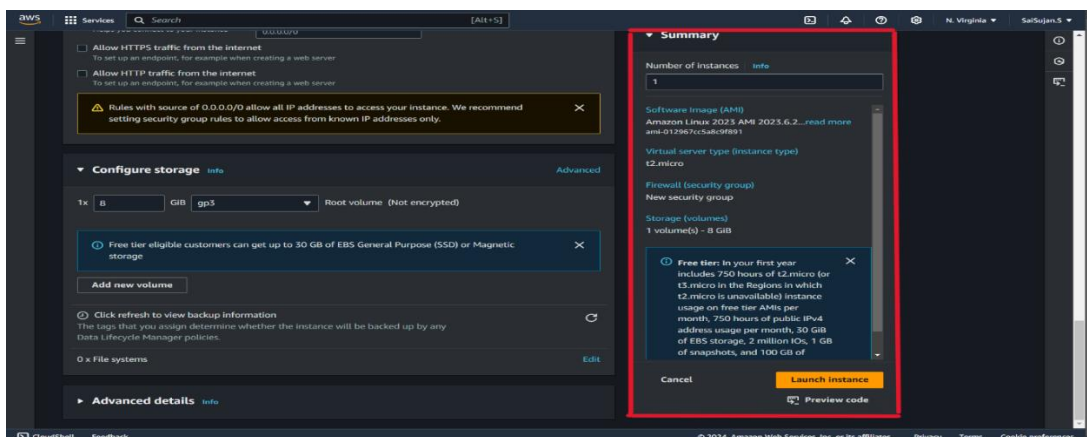 aws
Services
Search
[Alt+S]
N. Virginia
SaiSujan.S
Helps you connect to your instance
0.0.0.0/0
Allow HTTPS traffic from the internet
To set up an endpoint, for example when creating a web server
Allow HTTP traffic from the internet
To set up an endpoint, for example when creating a web server
Rules with source of 0.0.0.0/0 allow all IP addresses to access your instance. We recommend
setting security group rules to allow access from known IP addresses only.
Configure storage Info
Advanced
1x 8 GiB gp3 Root volume (Not encrypted)
Free tier eligible customers can get up to 30 GB of EBS General Purpose (SSD) or Magnetic
storage
Add new volume
Click refresh to view backup information
The tags that you assign determine whether the instance will be backed up by any
Data Lifecycle Manager policies.
0 x File systems
Edit
Advanced details Info
Summary
Number of instances Info
1
Software Image (AMI)
Amazon Linux 2023 AMI 2023.6.2...read more
ami-012967cc5a8c9f891
Virtual server type (instance type)
t2.micro
Firewall (security group)
New security group
Storage (volumes)
1 volume(s) - 8 GiB
Free tier: In your first year
includes 750 hours of t2.micro (or
t3.micro in the Regions in which
t2.micro is unavailable) instance
usage on free tier AMIs per
month, 750 hours of public IPv4
address usage per month, 30 GiB
of EBS storage, 2 million IOs, 1 GB
of snapshots, and 100 GB of
Cancel
Launch instance
Preview code
CloudShell
Feedback
© 2024, Amazon Web Services, Inc. or its affiliates.
Privacy
Terms
Cookie preferences